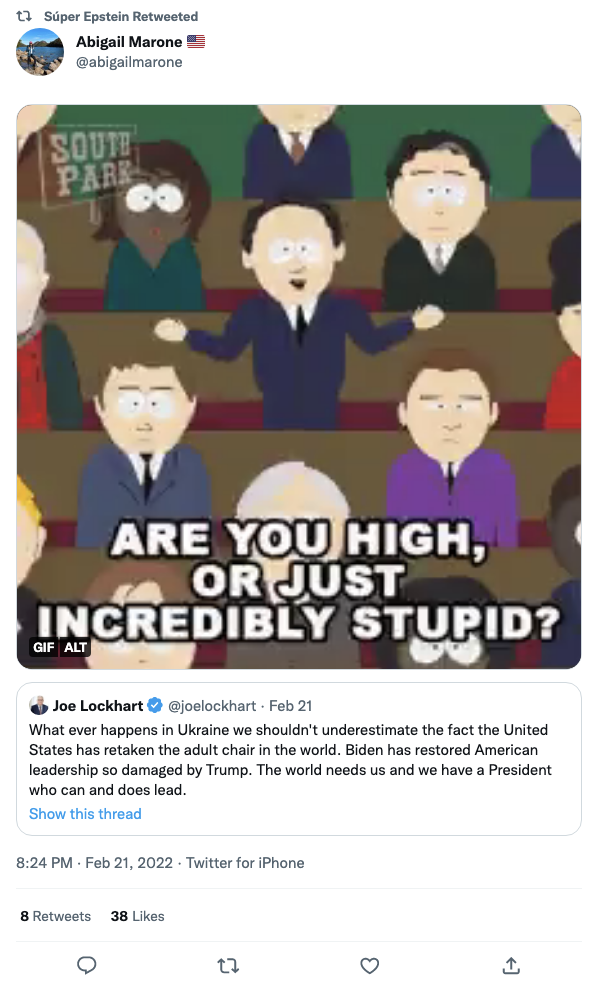 Súper Epstein Retweeted
Abigail Marone 🇺🇸
@abigailmarone
SOUTH
PARK
ARE YOU HIGH,
OR JUST
INCREDIBLY STUPID?
GIF ALT
Joe Lockhart @joelockhart · Feb 21
What ever happens in Ukraine we shouldn't underestimate the fact the United
States has retaken the adult chair in the world. Biden has restored American
leadership so damaged by Trump. The world needs us and we have a President
who can and does lead.
Show this thread
8:24 PM · Feb 21, 2022 · Twitter for iPhone
8 Retweets 38 Likes